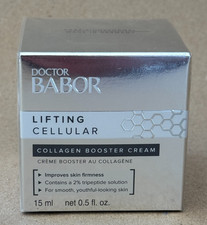 DOCTOR
BABOR
LIFTING
CELLULAR
COLLAGEN BOOSTER CREAM
CRÈME BOOSTER AU COLLAGÈNE
Improves skin firmness
Contains a 2% tripeptide solution
For smooth, youthful-looking skin
15 ml net 0.5 fl. oz.